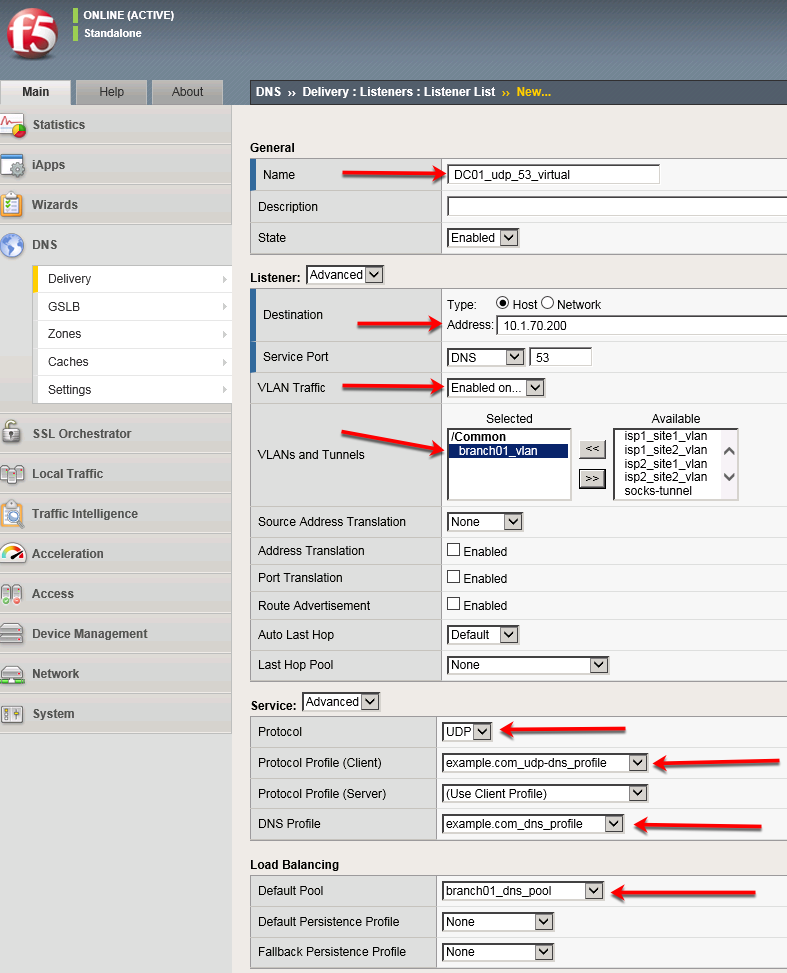 f5
ONLINE (ACTIVE)
Standalone
Main Help About
DNS ›› Delivery : Listeners : Listener List ›› New...
Statistics
iApps
Wizards
DNS
Delivery
GSLB
Zones
Caches
Settings
SSL Orchestrator
Local Traffic
Traffic Intelligence
Acceleration
Access
Device Management
Network
System
General
Name DC01_udp_53_virtual
Description
State Enabled
Listener: Advanced
Destination
Type: Host Network
Address: 10.1.70.200
Service Port DNS 53
VLAN Traffic Enabled on...
VLANs and Tunnels
Selected
/Common
branch01_vlan
<<
>>
Available
isp1_site1_vlan
isp1_site2_vlan
isp2_site1_vlan
isp2_site2_vlan
socks-tunnel
Source Address Translation None
Address Translation Enabled
Port Translation Enabled
Route Advertisement Enabled
Auto Last Hop Default
Last Hop Pool None
Service: Advanced
Protocol UDP
Protocol Profile (Client) example.com_udp-dns_profile
Protocol Profile (Server) (Use Client Profile)
DNS Profile example.com_dns_profile
Load Balancing
Default Pool branch01_dns_pool
Default Persistence Profile None
Fallback Persistence Profile None